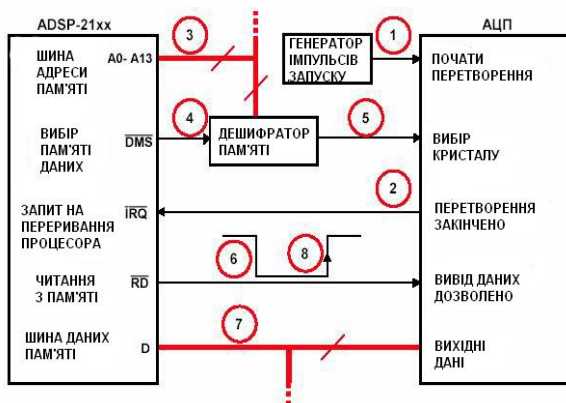 ADSP-21xx
АЦП
ШИНА
АДРЕСИ
ПАМ'ЯТІ
A0- A13
3
ГЕНЕРАТОР
ІМПУЛЬСІВ
ЗАПУСКУ
1
ПОЧАТИ
ПЕРЕТВОРЕННЯ
ВИБІР
ПАМ'ЯТІ
ДАНИХ
DMS
4
ДЕШИФРАТОР
ПАМ'ЯТІ
5
ВИБІР
КРИСТАЛУ
ЗАПИТ НА
ПЕРЕРИВАННЯ
ПРОЦЕСОРА
IRQ
2
ПЕРЕТВОРЕННЯ
ЗАКІНЧЕНО
6
8
ЧИТАННЯ
З ПАМ'ЯТІ
RD
ВИВІД ДАНИХ
ДОЗВОЛЕНО
7
ШИНА ДАНИХ
ПАМ'ЯТІ
D
ВИХІДНІ
ДАНІ